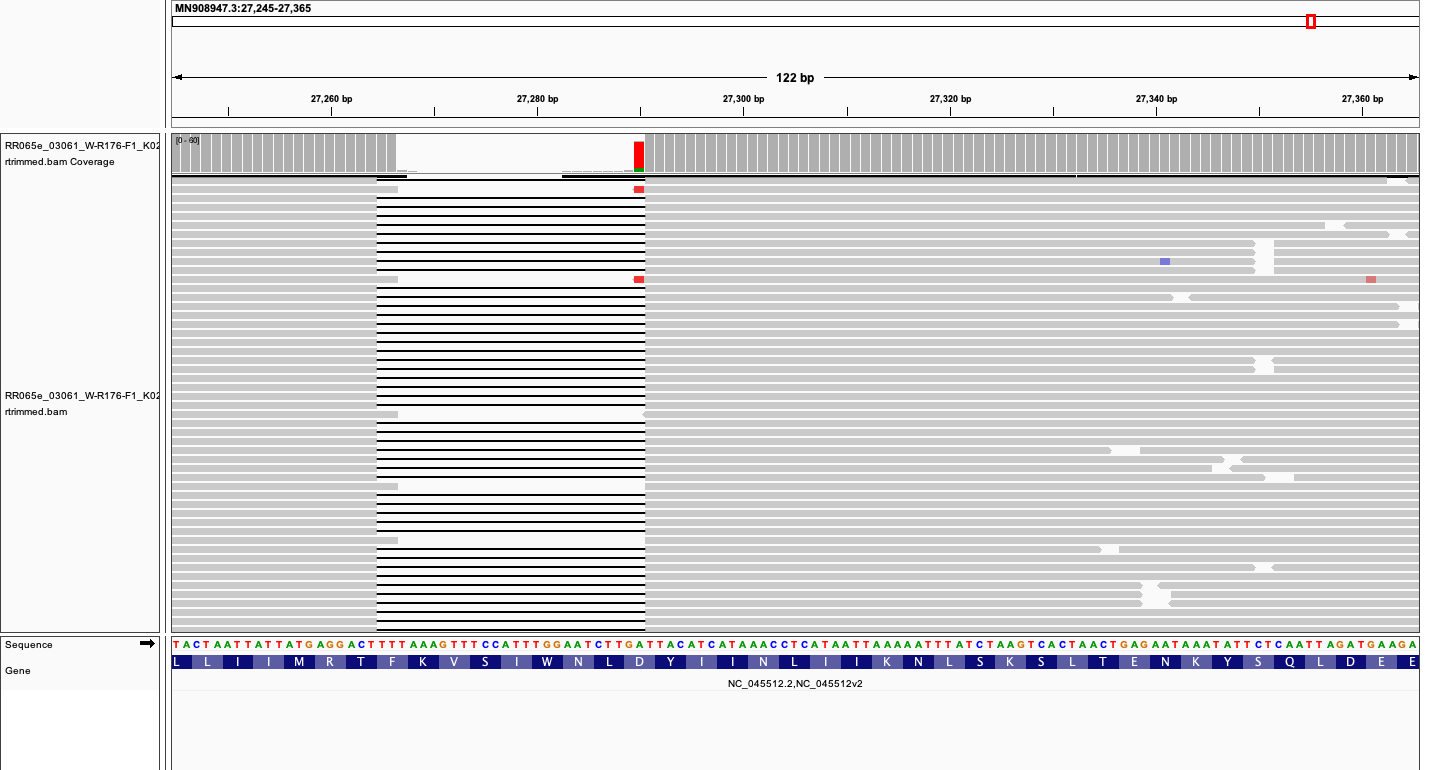 MN908947.3:27,245-27,365
122 bp
27,260 bp 27,280 bp 27,300 bp 27,320 bp 27,340 bp 27,360 bp
RR065e_03061_W-R176-F1_K02
rtrimmed.bam Coverage
[0 - 60]
RR065e_03061_W-R176-F1_K02
rtrimmed.bam
Sequence
TACTAATTATTATGAGGACTTTTAAAGTTTCCATTTGGAATCTTGATTACATCATAAACCTCATAATTAAAAATTTATCTAAGTCACTAACTGAGAATAAATATTCTCAATTAGATGAAGA
Gene
L L I I M R T F K V S I W N L D Y I I N L I I K N L S K S L T E N K Y S Q L D E E
NC_045512.2,NC_045512v2